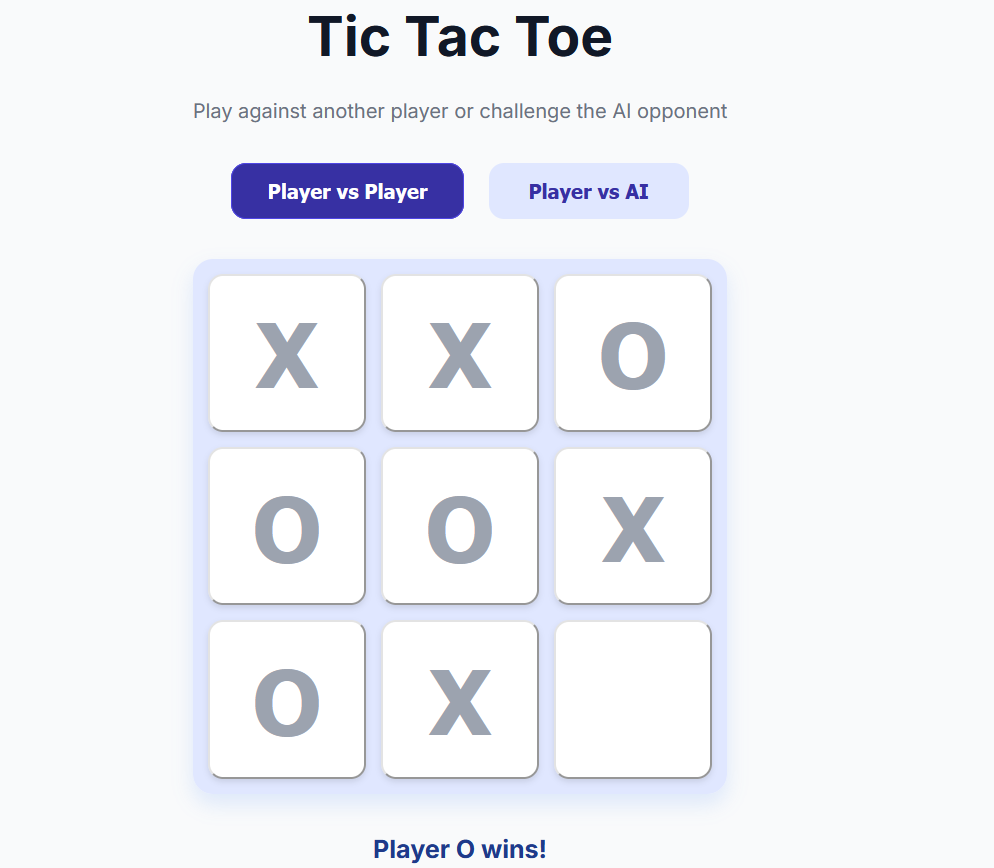 Tic Tac Toe
Play against another player or challenge the AI opponent
Player vs Player Player vs AI
X X O
O O X
O X
Player O wins!